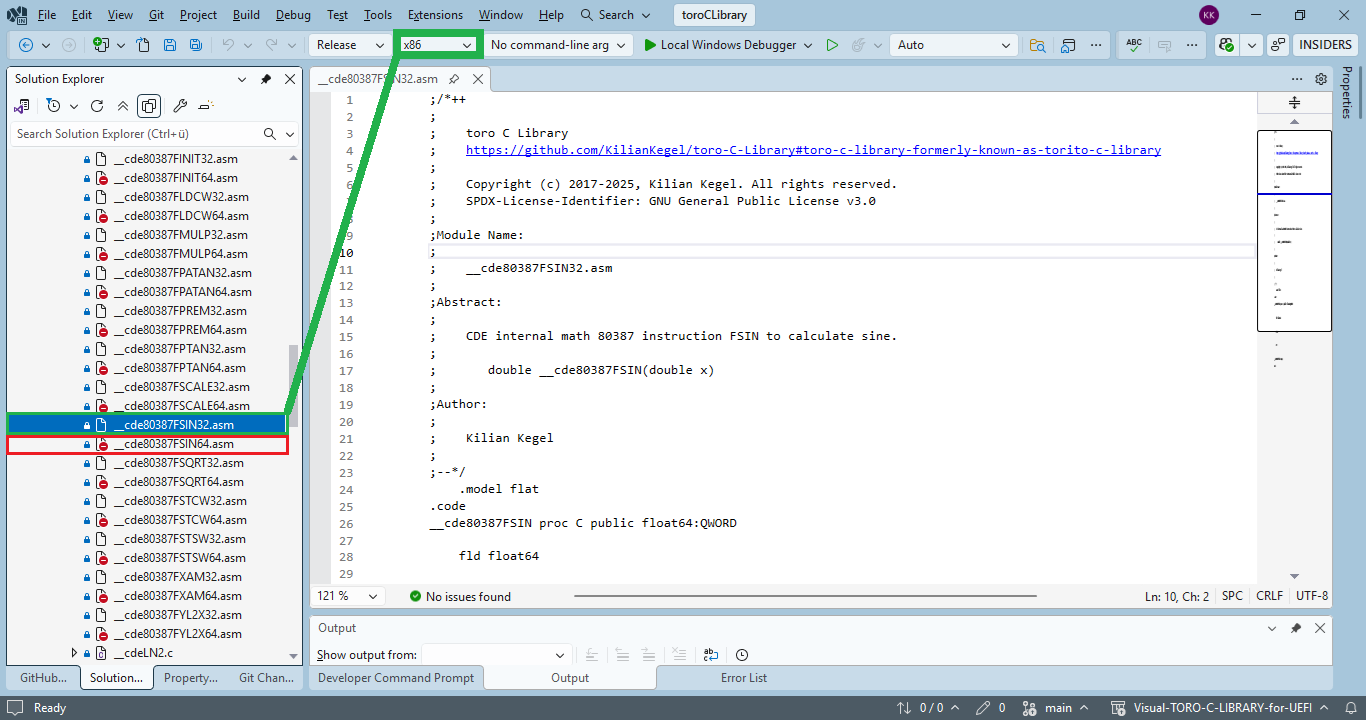 File Edit View Git Project Build Debug Test Tools Extensions Window Help Search toroCLibrary KK
Release x86 No command-line arg Local Windows Debugger Auto ABC INSIDERS
Solution Explorer
Search Solution Explorer (Ctrl+ü)
__cde80387FINIT32.asm
__cde80387FINIT64.asm
__cde80387FLDCW32.asm
__cde80387FLDCW64.asm
__cde80387FMULP32.asm
__cde80387FMULP64.asm
__cde80387FPATAN32.asm
__cde80387FPATAN64.asm
__cde80387FPREM32.asm
__cde80387FPREM64.asm
__cde80387FPTAN32.asm
__cde80387FPTAN64.asm
__cde80387FSCALE32.asm
__cde80387FSCALE64.asm
__cde80387FSIN32.asm
__cde80387FSIN64.asm
__cde80387FSQRT32.asm
__cde80387FSQRT64.asm
__cde80387FSTCW32.asm
__cde80387FSTCW64.asm
__cde80387FSTSW32.asm
__cde80387FSTSW64.asm
__cde80387FXAM32.asm
__cde80387FXAM64.asm
__cde80387FYL2X32.asm
__cde80387FYL2X64.asm
__cdeLN2.c
GitHub... Solution... Property... Git Chan...
__cde80387FSIN32.asm
1 ;/*++
2 ;
3 ; toro C Library
4 ; https://github.com/KilianKegel/toro-C-Library#toro-c-library-formerly-known-as-torito-c-library
5 ;
6 ; Copyright (c) 2017-2025, Kilian Kegel. All rights reserved.
7 ; SPDX-License-Identifier: GNU General Public License v3.0
8 ;
9 ;Module Name:
10 ;
11 ; __cde80387FSIN32.asm
12 ;
13 ;Abstract:
14 ;
15 ; CDE internal math 80387 instruction FSIN to calculate sine.
16 ;
17 ; double __cde80387FSIN(double x)
18 ;
19 ;Author:
20 ;
21 ; Kilian Kegel
22 ;
23 ;--*/
24 .model flat
25 .code
26 __cde80387FSIN proc C public float64:QWORD
27
28 fld float64
29
121 % No issues found Ln: 10, Ch: 2 SPC CRLF UTF-8
Properties
Output
Show output from:
Developer Command Prompt Output Error List
Ready 0 / 0 0 main Visual-TORO-C-LIBRARY-for-UEFI